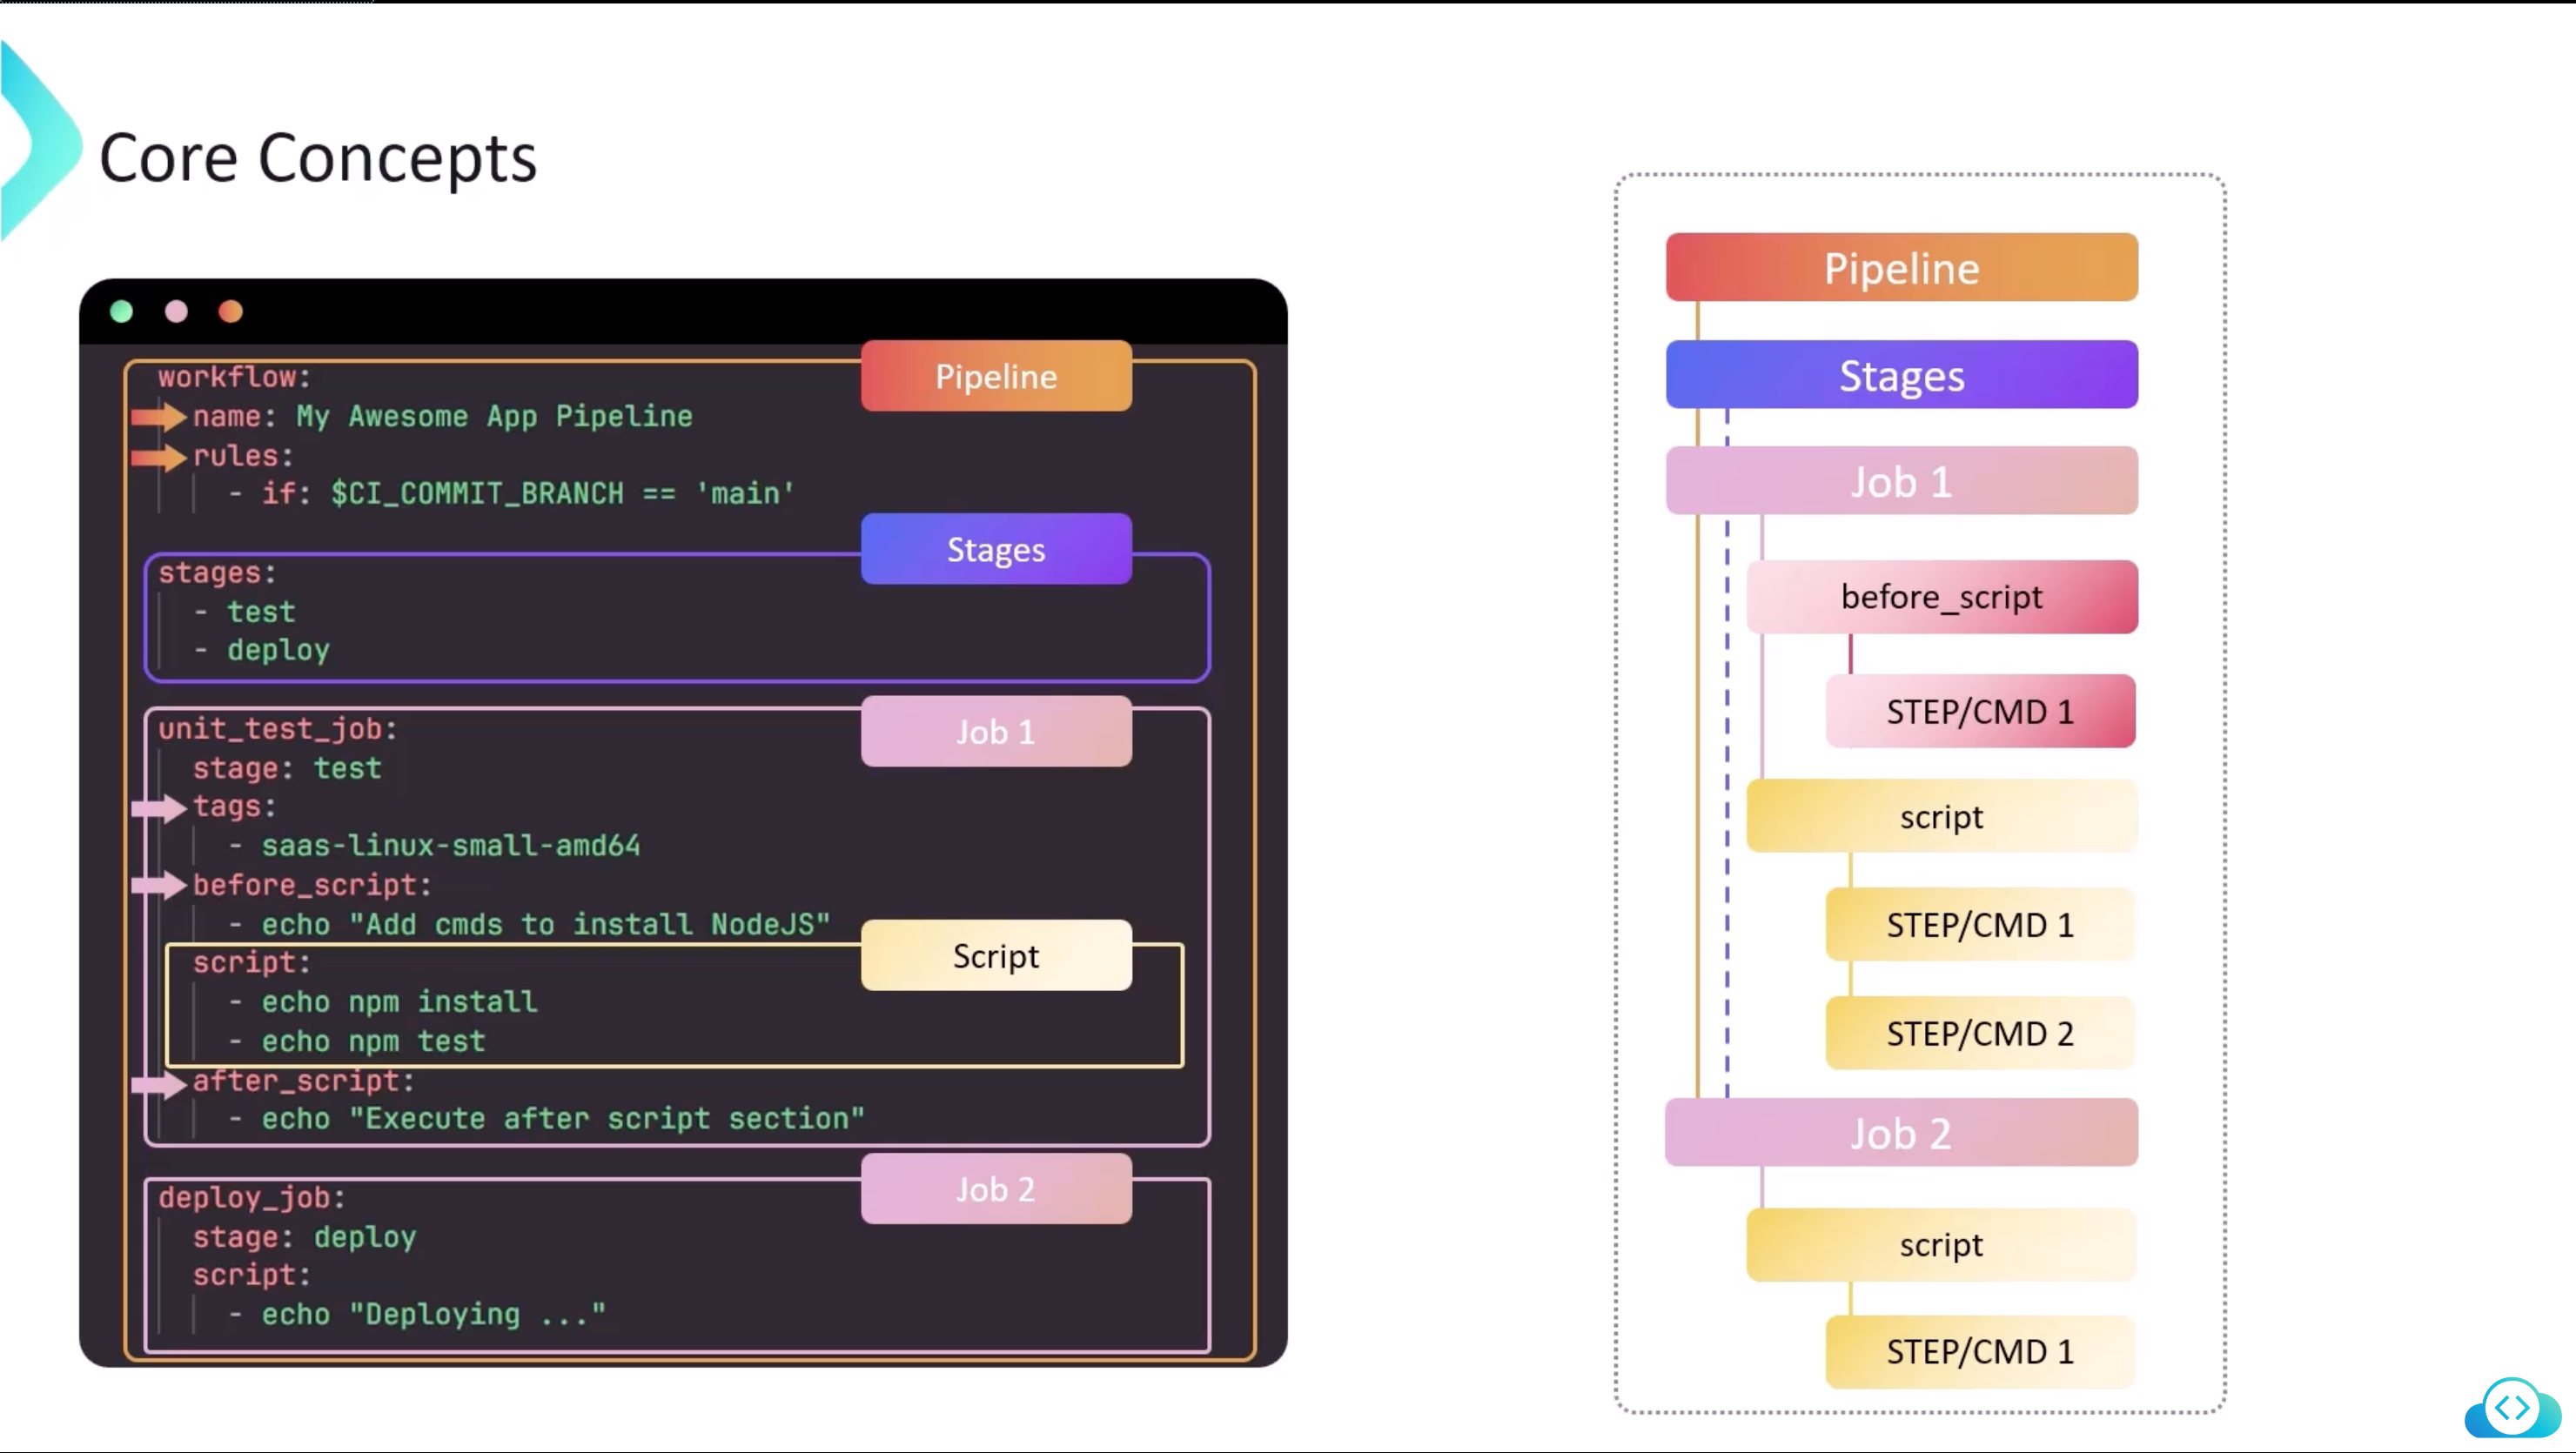 Core Concepts
Pipeline
workflow:
name: My Awesome App Pipeline
rules:
- if: $CI_COMMIT_BRANCH == 'main'
Stages
stages:
- test
- deploy
Job 1
unit_test_job:
stage: test
tags:
- saas-linux-small-amd64
before_script:
- echo "Add cmds to install NodeJS"
Script
script:
- echo npm install
- echo npm test
after_script:
- echo "Execute after script section"
Job 2
deploy_job:
stage: deploy
script:
- echo "Deploying ..."
Pipeline
Stages
Job 1
before_script
STEP/CMD 1
script
STEP/CMD 1
STEP/CMD 2
Job 2
script
STEP/CMD 1